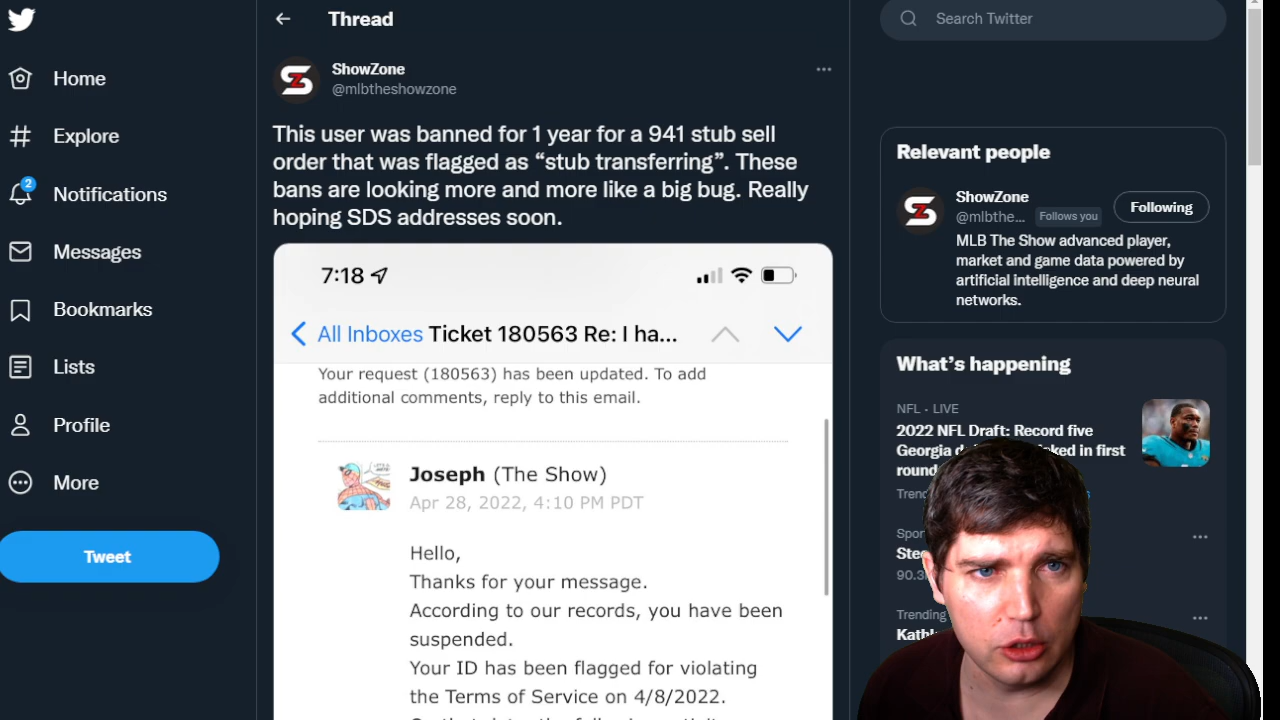 Home
Explore
2
Notifications
Messages
Bookmarks
Lists
Profile
More
Tweet
Thread
ShowZone
@mlbtheshowzone
This user was banned for 1 year for a 941 stub sell
order that was flagged as “stub transferring”. These
bans are looking more and more like a big bug. Really
hoping SDS addresses soon.
7:18
All Inboxes Ticket 180563 Re: I ha...
Your request (180563) has been updated. To add
additional comments, reply to this email.
Joseph (The Show)
Apr 28, 2022, 4:10 PM PDT
Hello,
Thanks for your message.
According to our records, you have been
suspended.
Your ID has been flagged for violating
the Terms of Service on 4/8/2022.
Search Twitter
Relevant people
ShowZone
@mlbthe... Follows you
Following
MLB The Show advanced player,
market and game data powered by
artificial intelligence and deep neural
networks.
What’s happening
NFL · LIVE
2022 NFL Draft: Record five
Georgia
in first
round
90.3
Trending